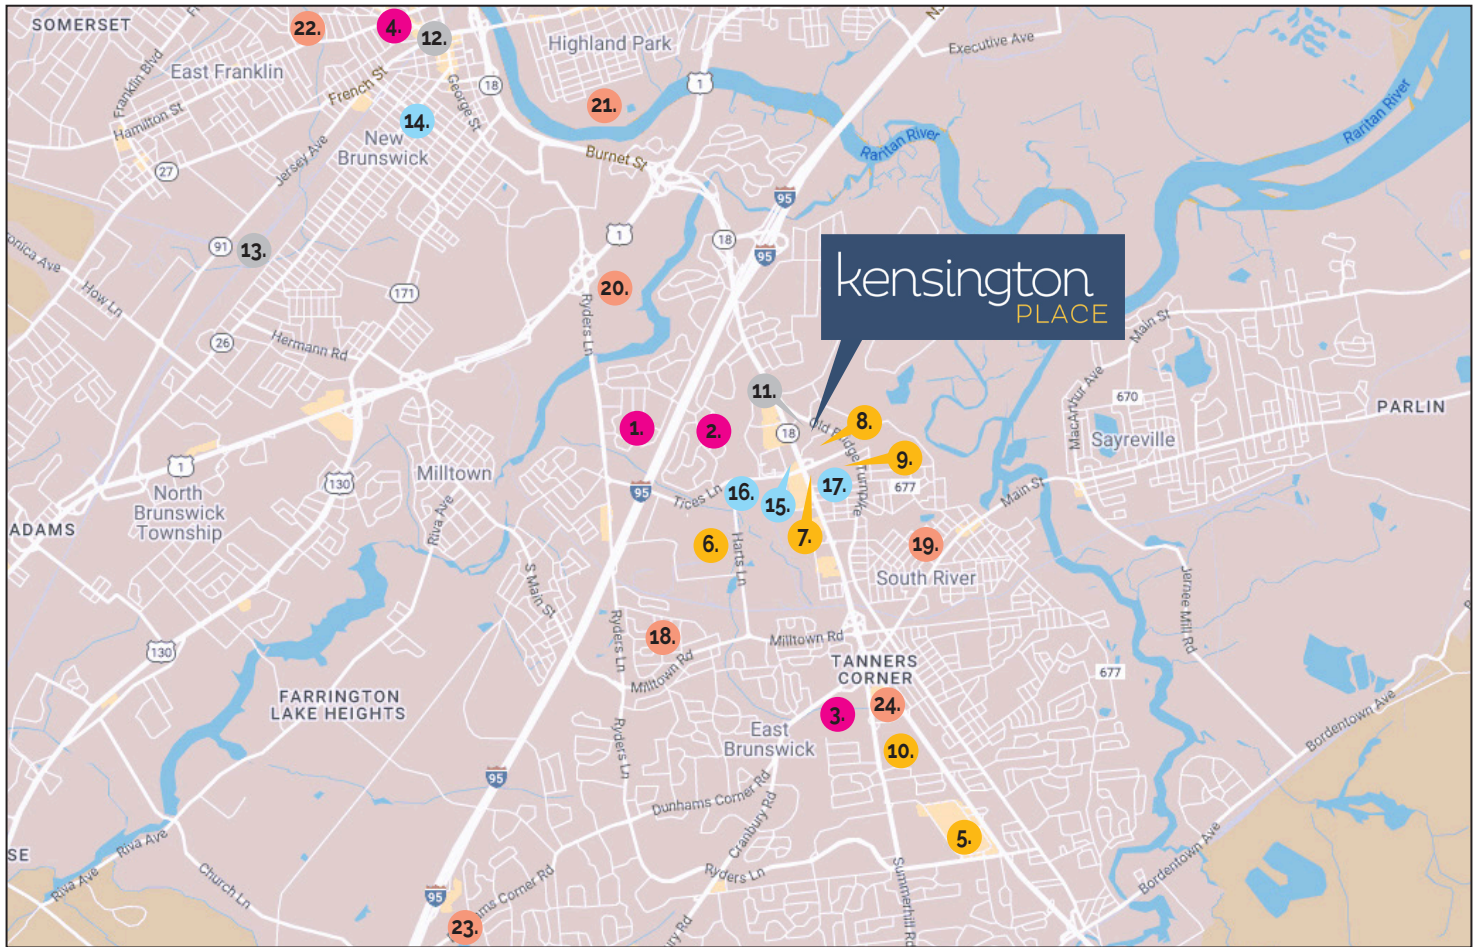 SOMERSET
22.
4.
12.
Highland Park
Executive Ave
East Franklin
Franklin Blvd
French St
George St
18
1
21.
Raritan River
Hamilton St
14.
New
Brunswick
Burnet St
Raritan River
Jersey Ave
27
95
91
13.
1
18
95
How Ln
171
20.
kensington
PLACE
26
Hermann Rd
Ryders Ln
Main St
MacArthur Ave
670
PARLIN
11.
1.
2.
18
8.
Old Bridge Turnpike
Sayreville
9.
1
Milltown
130
95
Tices Ln
16.
15.
17.
677
Main St
North
Brunswick
Township
ADAMS
Riva Ave
6.
Harts Ln
7.
19.
South River
S Main St
Jernee Mill Rd
130
Ryders Ln
18.
Milltown Rd
Milltown Rd
TANNERS
CORNER
677
FARRINGTON
LAKE HEIGHTS
3.
24.
East
Brunswick
10.
Bordentown Ave
Ryders Ln
95
Dunhams Corner Rd
Cranbury Rd
5.
SE
Riva Ave
Riva Ave
Church Ln
Ryders Ln
Summerhill Rd
Bordentown Ave
95
ms Corner Rd
23.
ury Rd